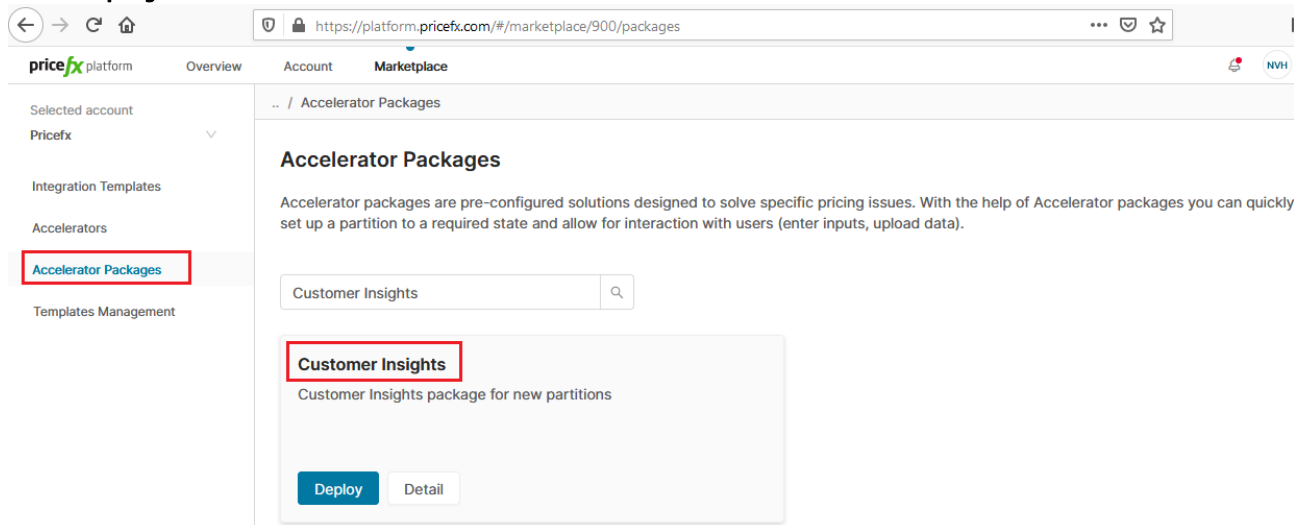 https://platform.pricefx.com/#/marketplace/900/packages
pricefx platform Overview Account Marketplace NVH
Selected account
Pricefx
Integration Templates
Accelerators
Accelerator Packages
Templates Management
.. / Accelerator Packages
Accelerator Packages
Accelerator packages are pre-configured solutions designed to solve specific pricing issues. With the help of Accelerator packages you can quickly
set up a partition to a required state and allow for interaction with users (enter inputs, upload data).
Customer Insights
Customer Insights
Customer Insights package for new partitions
Deploy Detail